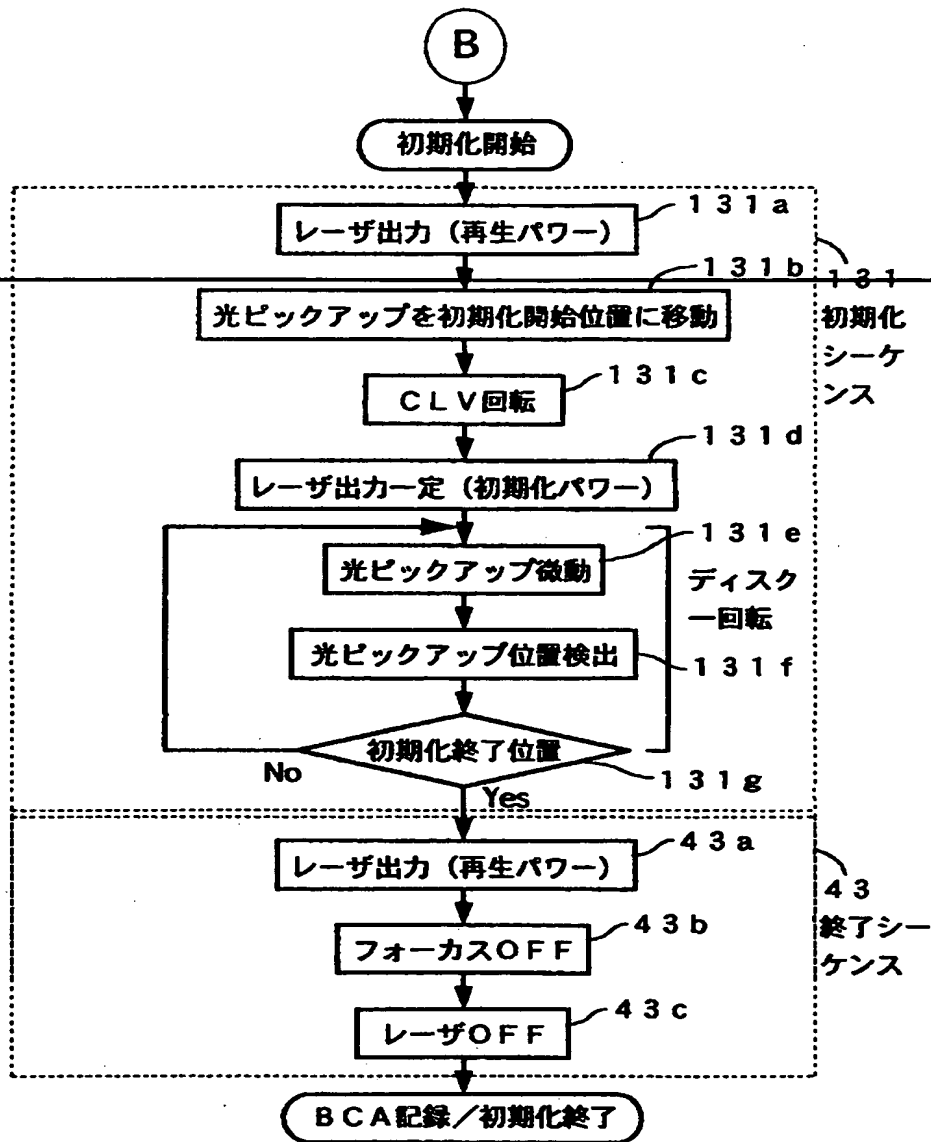 B
初期化開始
131a
レーザ出力（再生パワー）
131b
131
初期化
シーケ
ンス
光ピックアップを初期化開始位置に移動
131c
CLV回転
131d
レーザ出力一定（初期化パワー）
131e
光ピックアップ微動
ディスク
一回転
光ピックアップ位置検出
131f
初期化終了位置
No
131g
Yes
43a
レーザ出力（再生パワー）
43
終了シー
ケンス
43b
フォーカスOFF
43c
レーザOFF
BCA記録／初期化終了